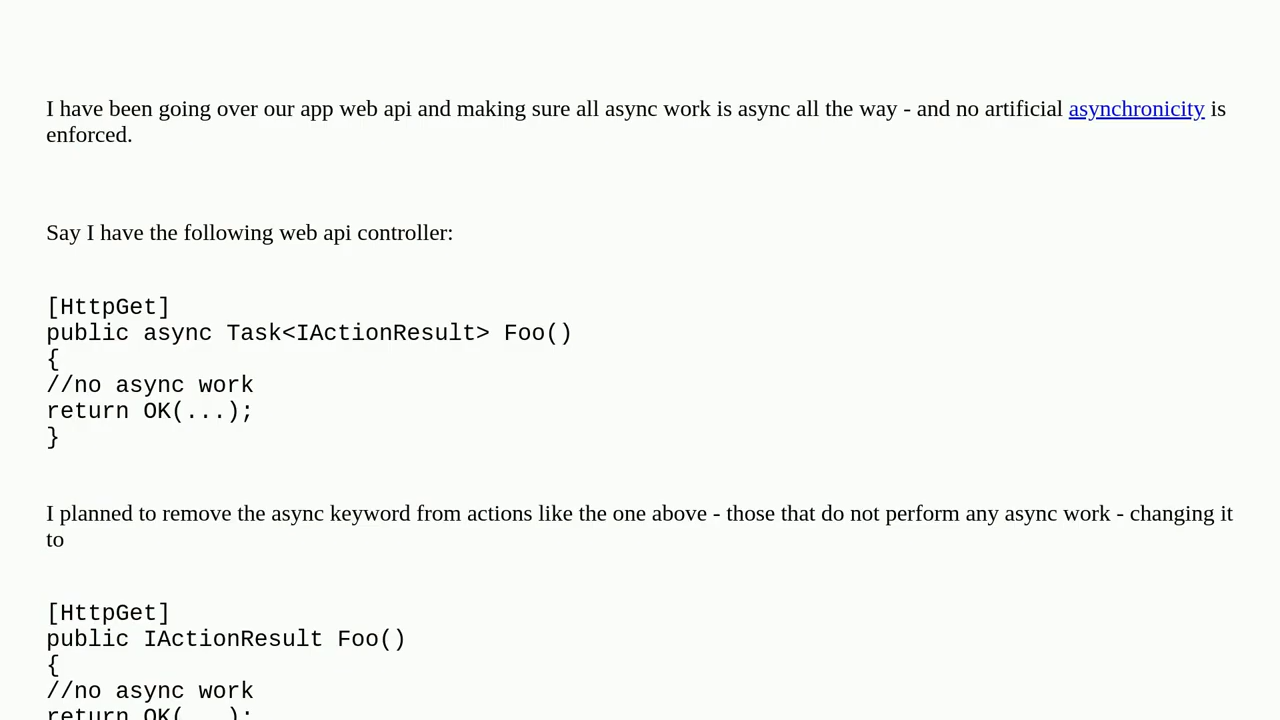 I have been going over our app web api and making sure all async work is async all the way - and no artificial asynchronicity is
enforced.
Say I have the following web api controller:
[HttpGet]
public async Task<IActionResult> Foo()
{
//no async work
return OK(...);
}
I planned to remove the async keyword from actions like the one above - those that do not perform any async work - changing it
to
[HttpGet]
public IActionResult Foo()
{
//no async work
return OK(...);